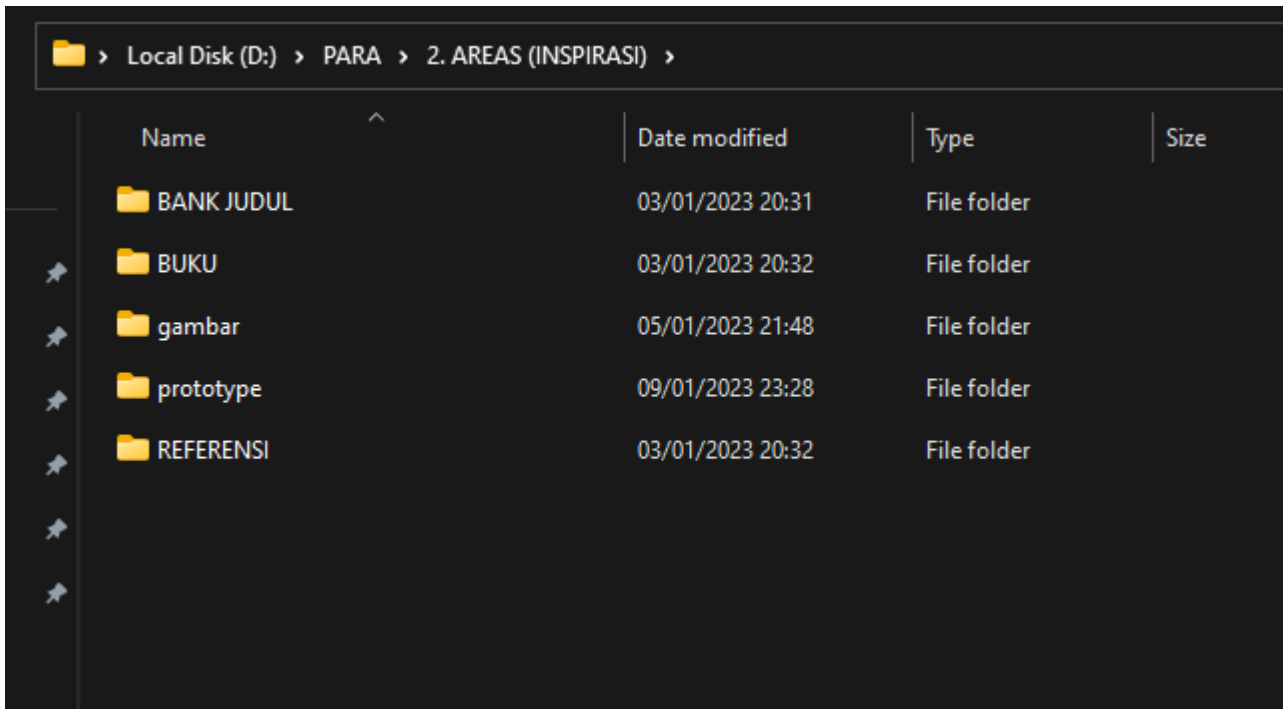 Local Disk (D:) > PARA > 2. AREAS (INSPIRASI) >
Name Date modified Type Size
BANK JUDUL 03/01/2023 20:31 File folder
BUKU 03/01/2023 20:32 File folder
gambar 05/01/2023 21:48 File folder
prototype 09/01/2023 23:28 File folder
REFERENSI 03/01/2023 20:32 File folder